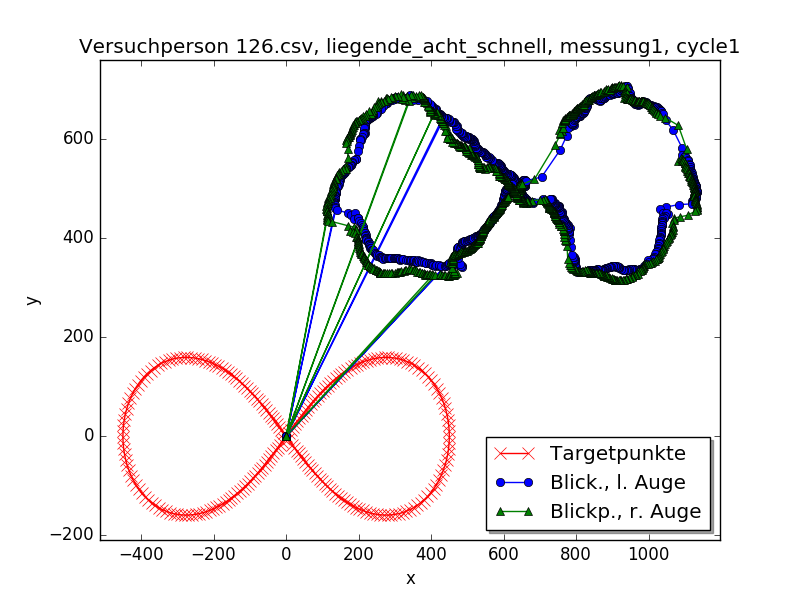 Versuchperson 126.csv, liegende_acht_schnell, messung1, cycle1
y
600
400
200
0
−200
−400
−200
0
200
400
600
800
1000
x
Targetpunkte
Blick., l. Auge
Blickp., r. Auge